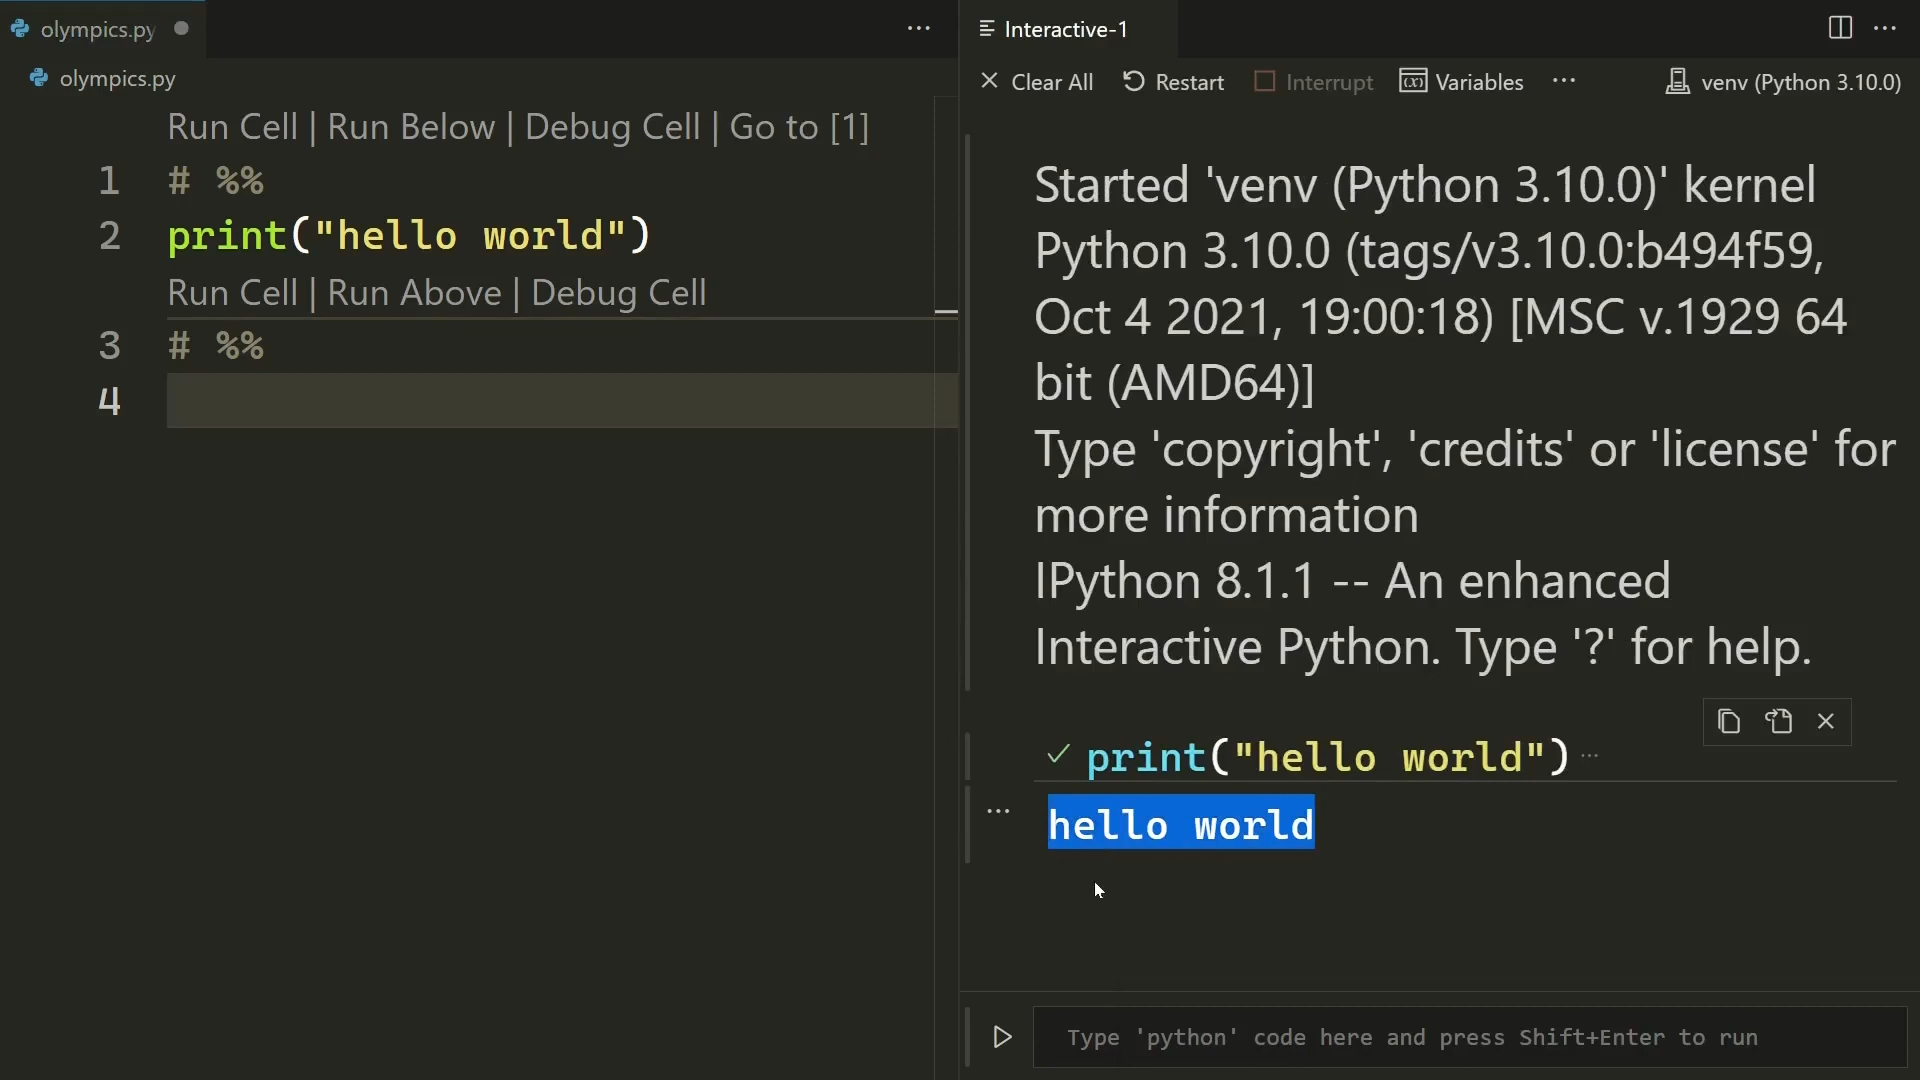 olympics.py
olympics.py
Run Cell | Run Below | Debug Cell | Go to [1]
1 # %%
2 print("hello world")
Run Cell | Run Above | Debug Cell
3 # %%
4
Interactive-1
Clear All Restart Interrupt Variables ··· venv (Python 3.10.0)
Started 'venv (Python 3.10.0)' kernel
Python 3.10.0 (tags/v3.10.0:b494f59,
Oct 4 2021, 19:00:18) [MSC v.1929 64
bit (AMD64)]
Type 'copyright', 'credits' or 'license' for
more information
IPython 8.1.1 -- An enhanced
Interactive Python. Type '?' for help.
print("hello world") ···
hello world
Type 'python' code here and press Shift+Enter to run